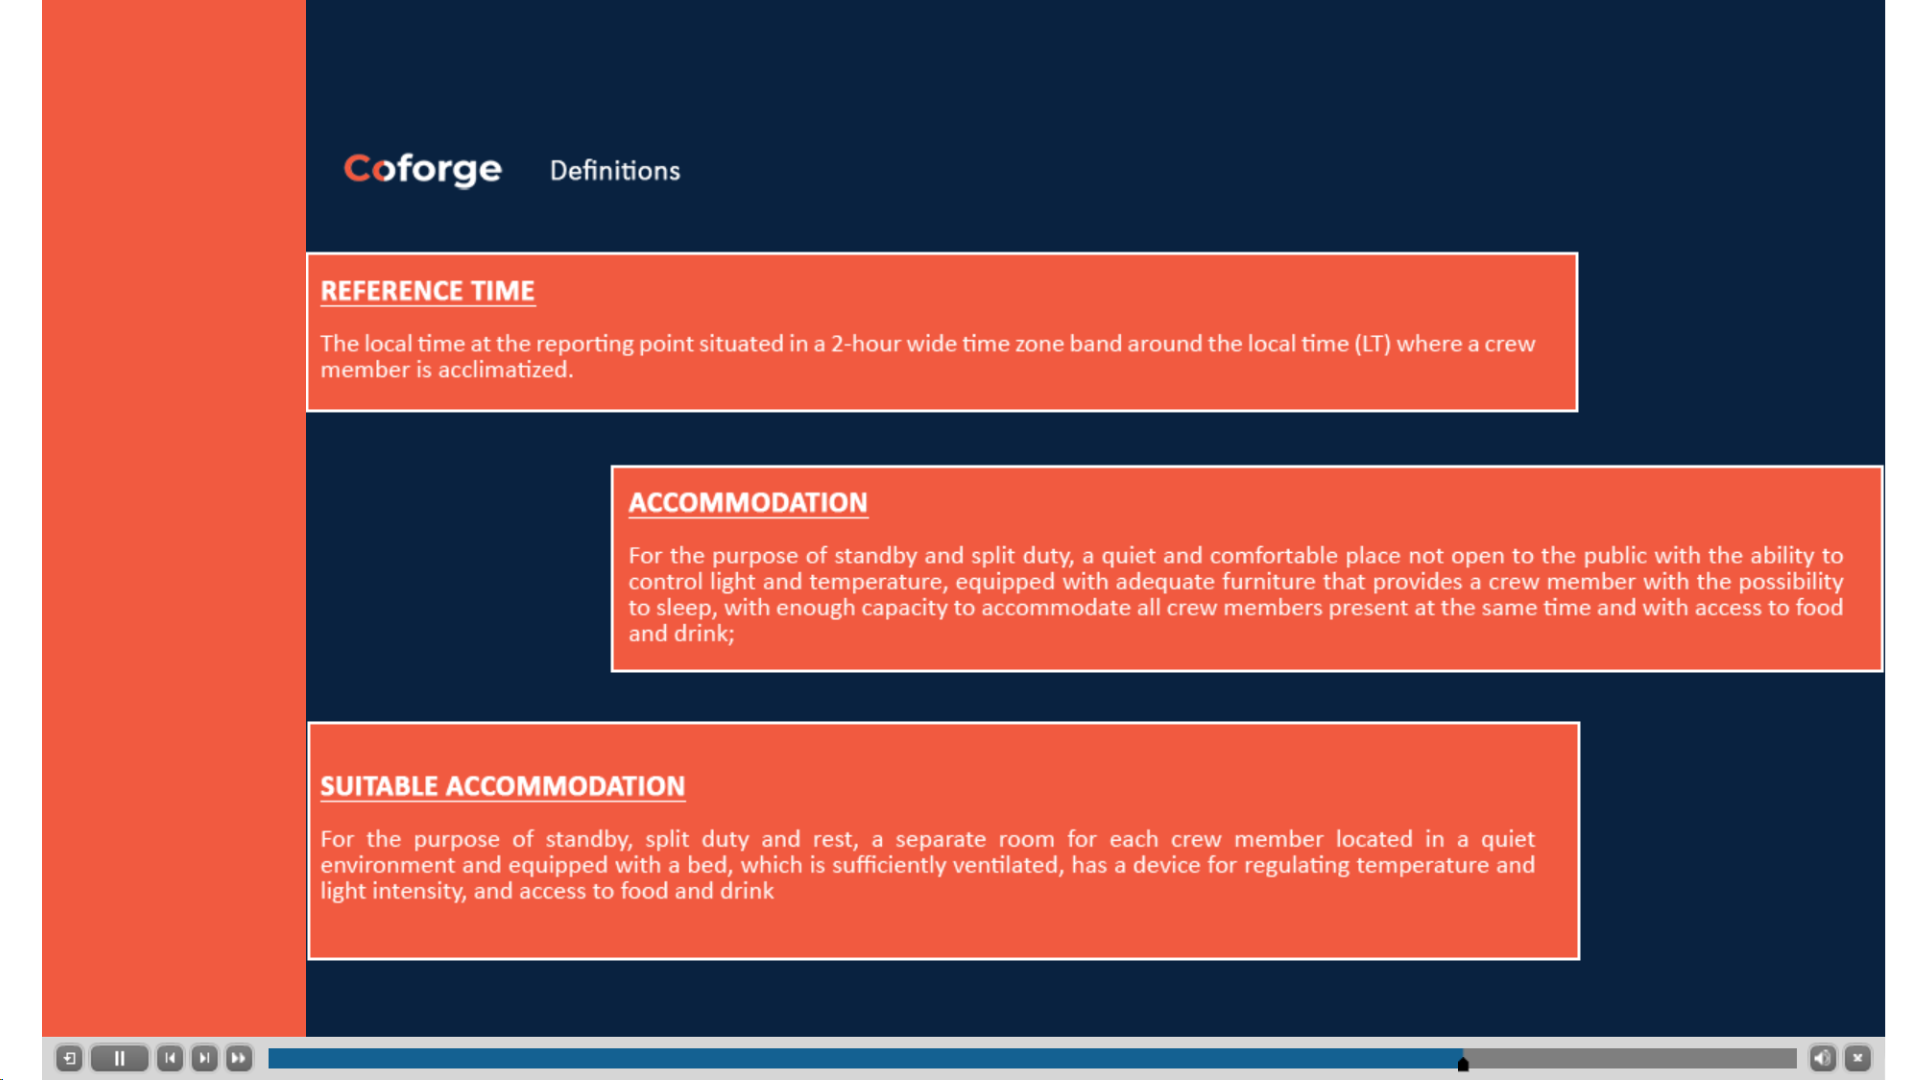 Coforge
Definitions
REFERENCE TIME
The local time at the reporting point situated in a 2-hour wide time zone band around the local time (LT) where a crew
member is acclimatized.
ACCOMMODATION
For the purpose of standby and split duty, a quiet and comfortable place not open to the public with the ability to
control light and temperature, equipped with adequate furniture that provides a crew member with the possibility
to sleep, with enough capacity to accommodate all crew members present at the same time and with access to food
and drink;
SUITABLE ACCOMMODATION
For the purpose of standby, split duty and rest, a separate room for each crew member located in a quiet
environment and equipped with a bed, which is sufficiently ventilated, has a device for regulating temperature and
light intensity, and access to food and drink